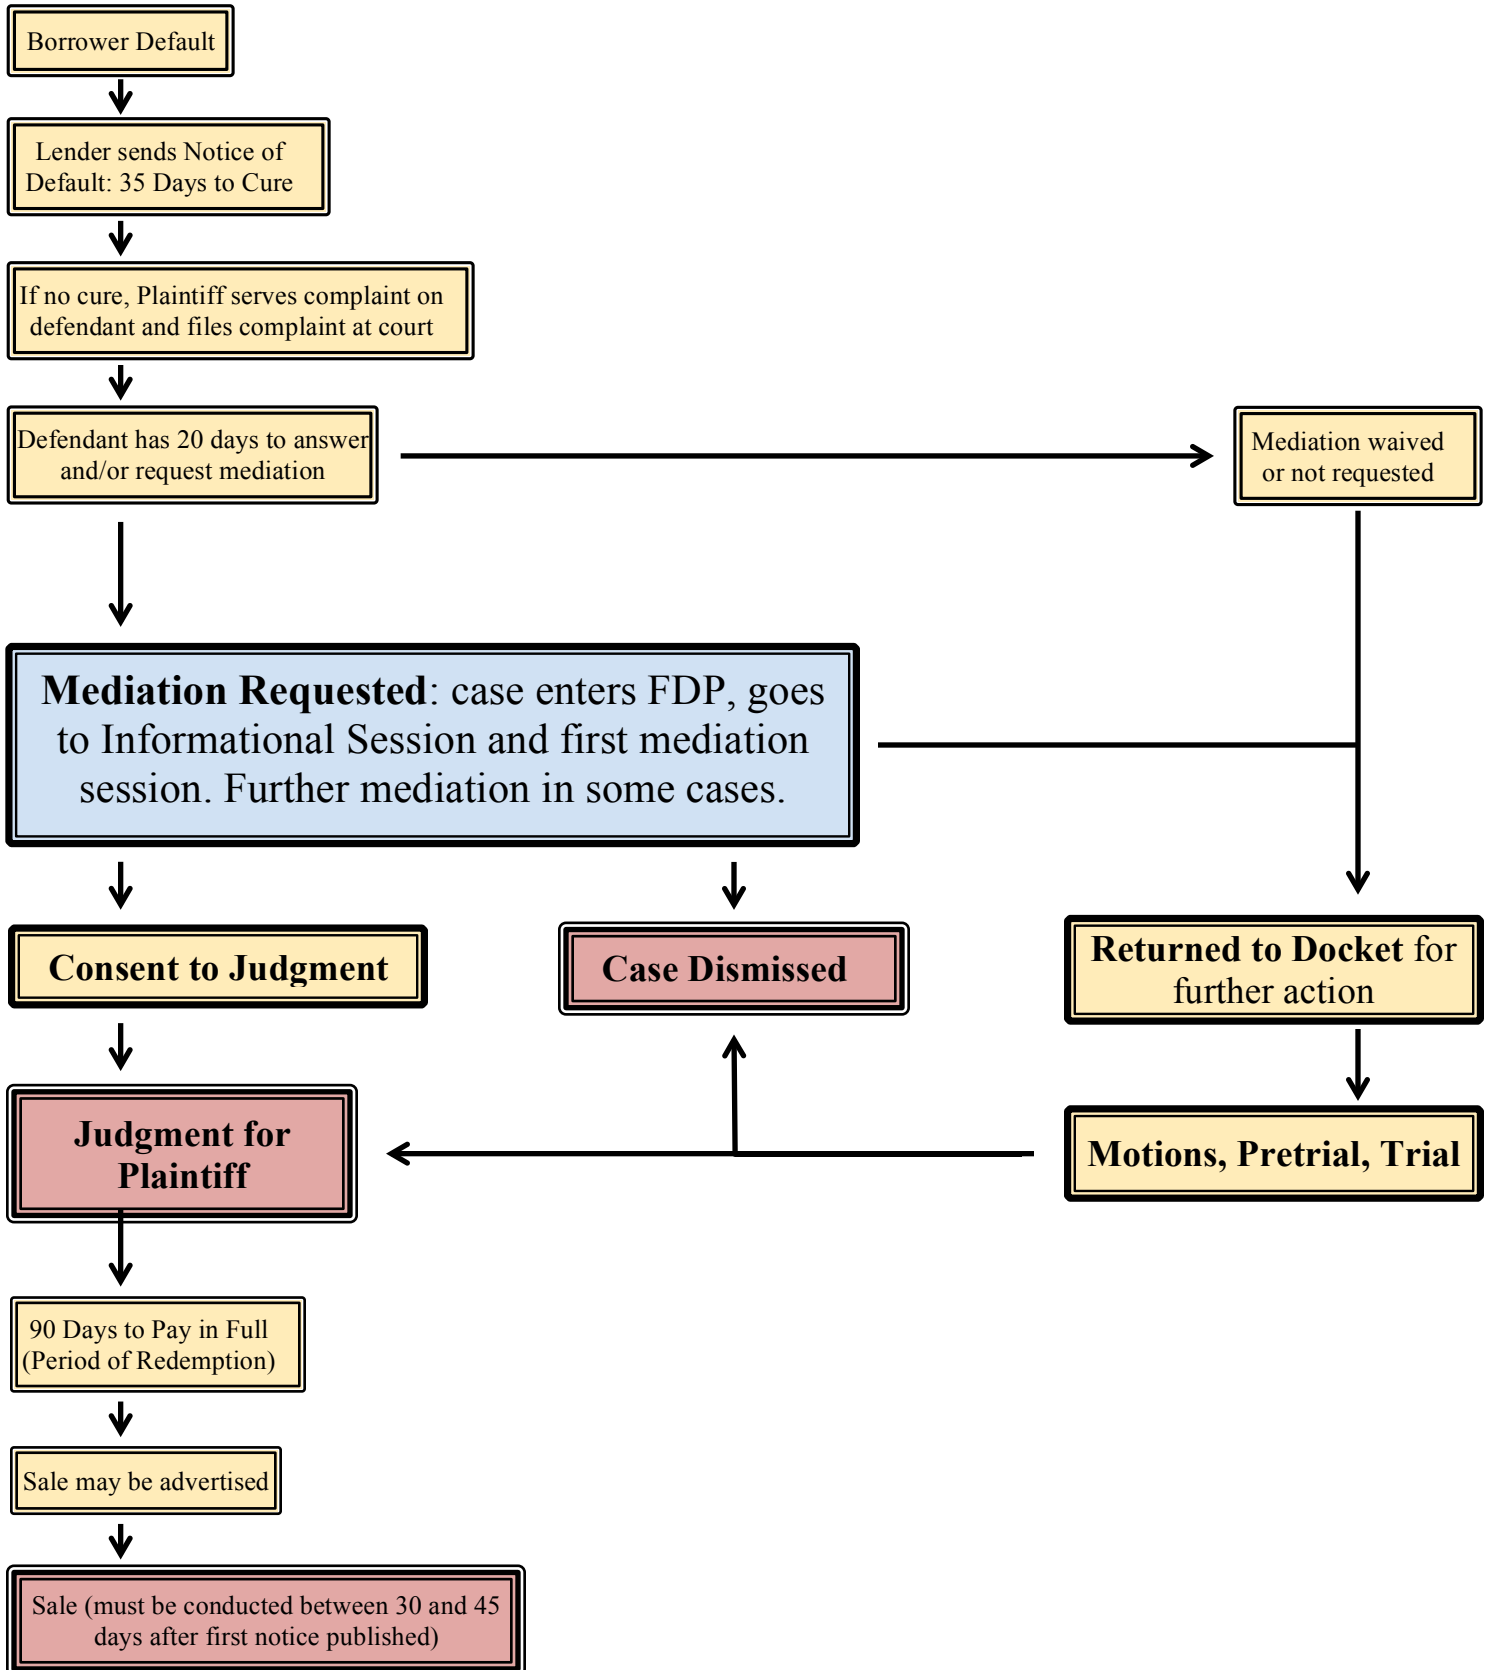 Borrower Default
Lender sends Notice of
Default: 35 Days to Cure
If no cure, Plaintiff serves complaint on
defendant and files complaint at court
Defendant has 20 days to answer
and/or request mediation
Mediation waived
or not requested
Mediation Requested: case enters FDP, goes
to Informational Session and first mediation
session. Further mediation in some cases.
Consent to Judgment
Case Dismissed
Returned to Docket for
further action
Judgment for
Plaintiff
Motions, Pretrial, Trial
90 Days to Pay in Full
(Period of Redemption)
Sale may be advertised
Sale (must be conducted between 30 and 45
days after first notice published)